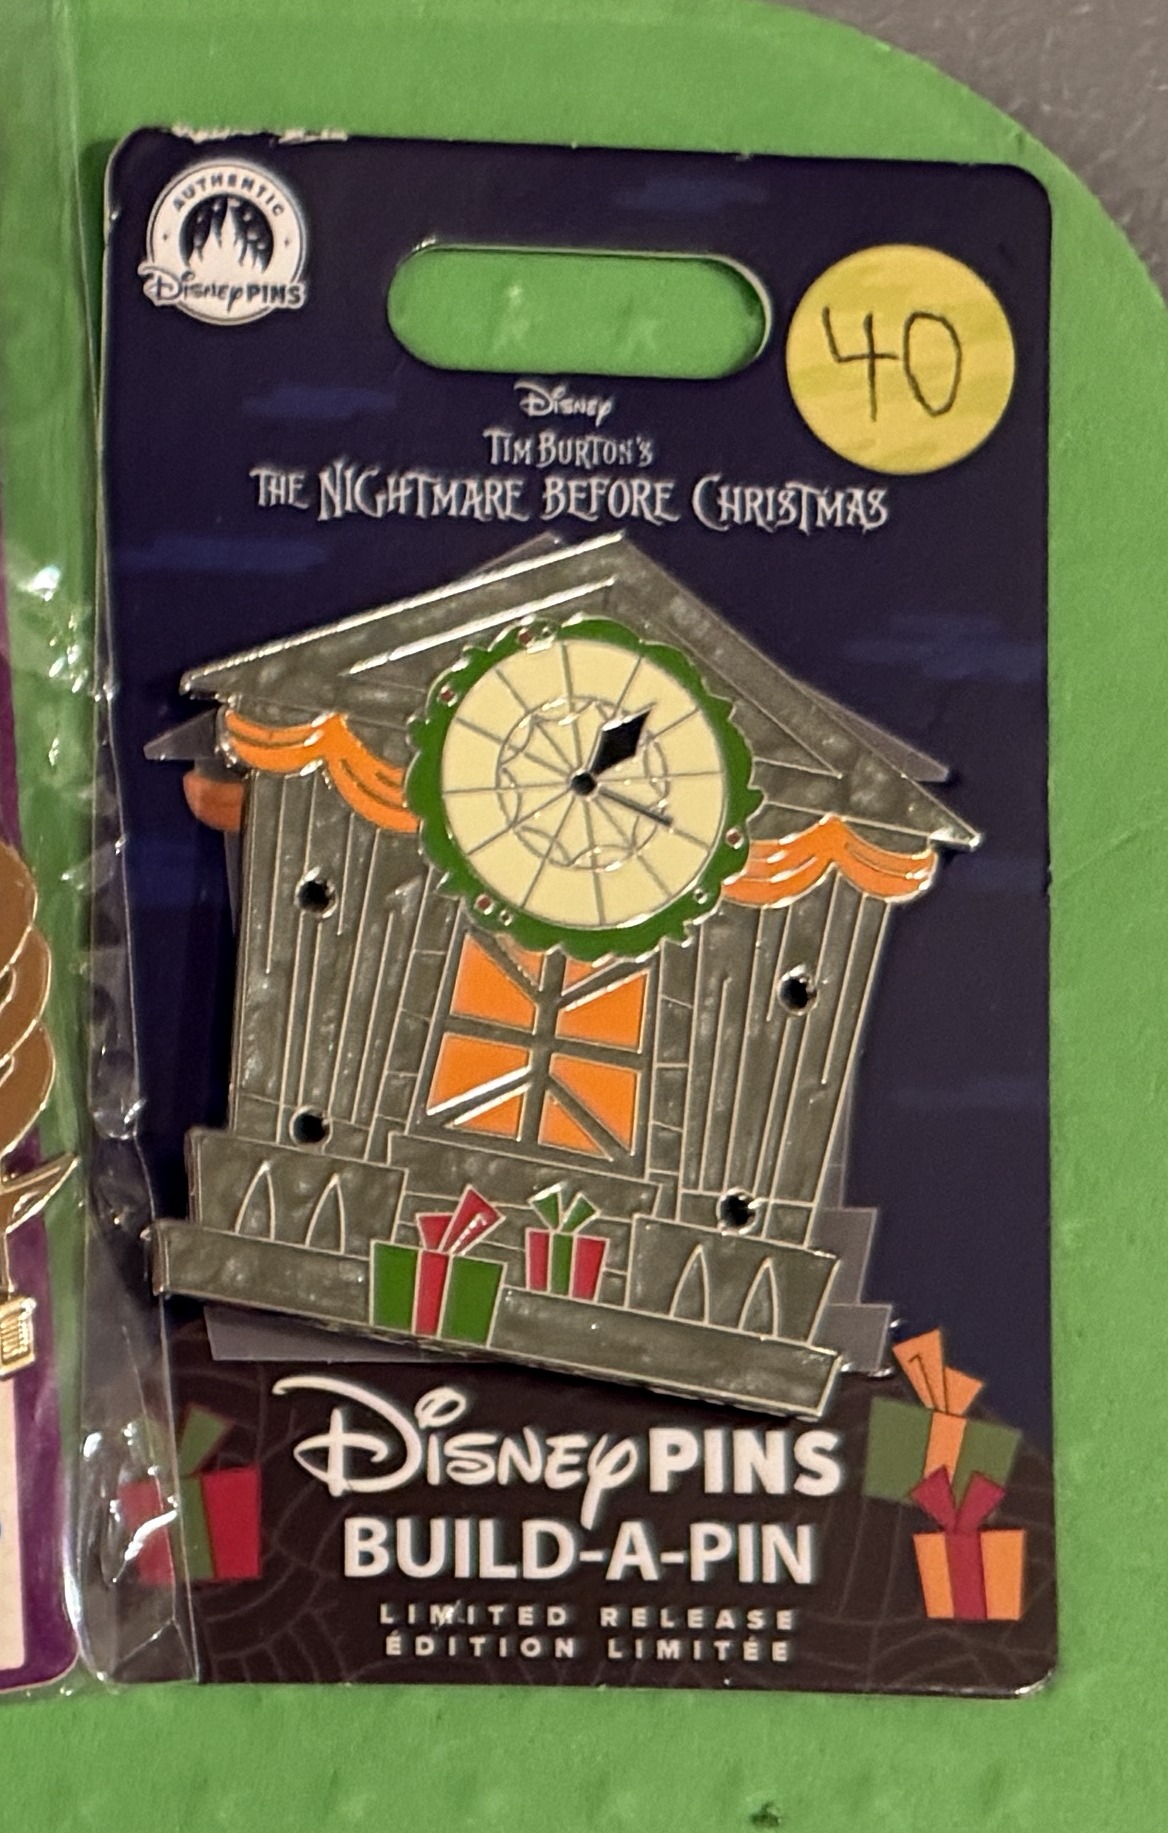 AUTHENTIC
Disney PINS
40
Disney
TIM BURTON'S
THE NIGHTMARE BEFORE CHRISTMAS
Disney PINS
BUILD-A-PIN
LIMITED RELEASE
ÉDITION LIMITÉE